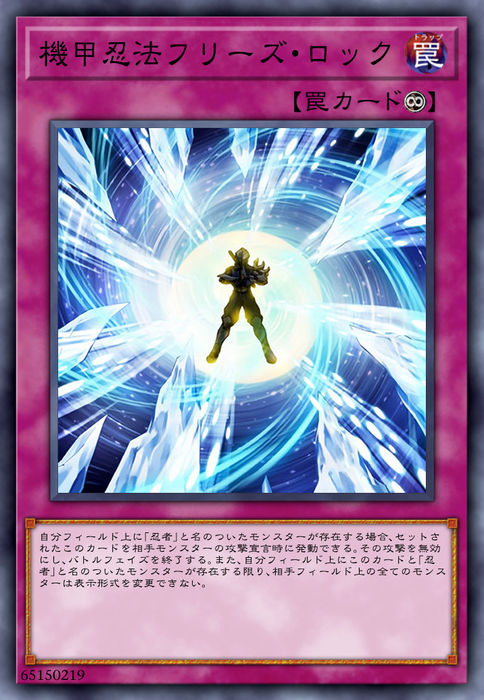 機甲忍法フリーズ・ロック
トラップ
罠
【罠カード】
自分フィールド上に「忍者」と名のついたモンスターが存在する場合、セットさ
れたこのカードを相手モンスターの攻撃宣言時に発動できる。その攻撃を無効
にし、バトルフェイズを終了する。また、自分フィールド上にこのカードと「忍
者」と名のついたモンスターが存在する限り、相手フィールド上の全てのモンス
ターは表示形式を変更できない。
65150219